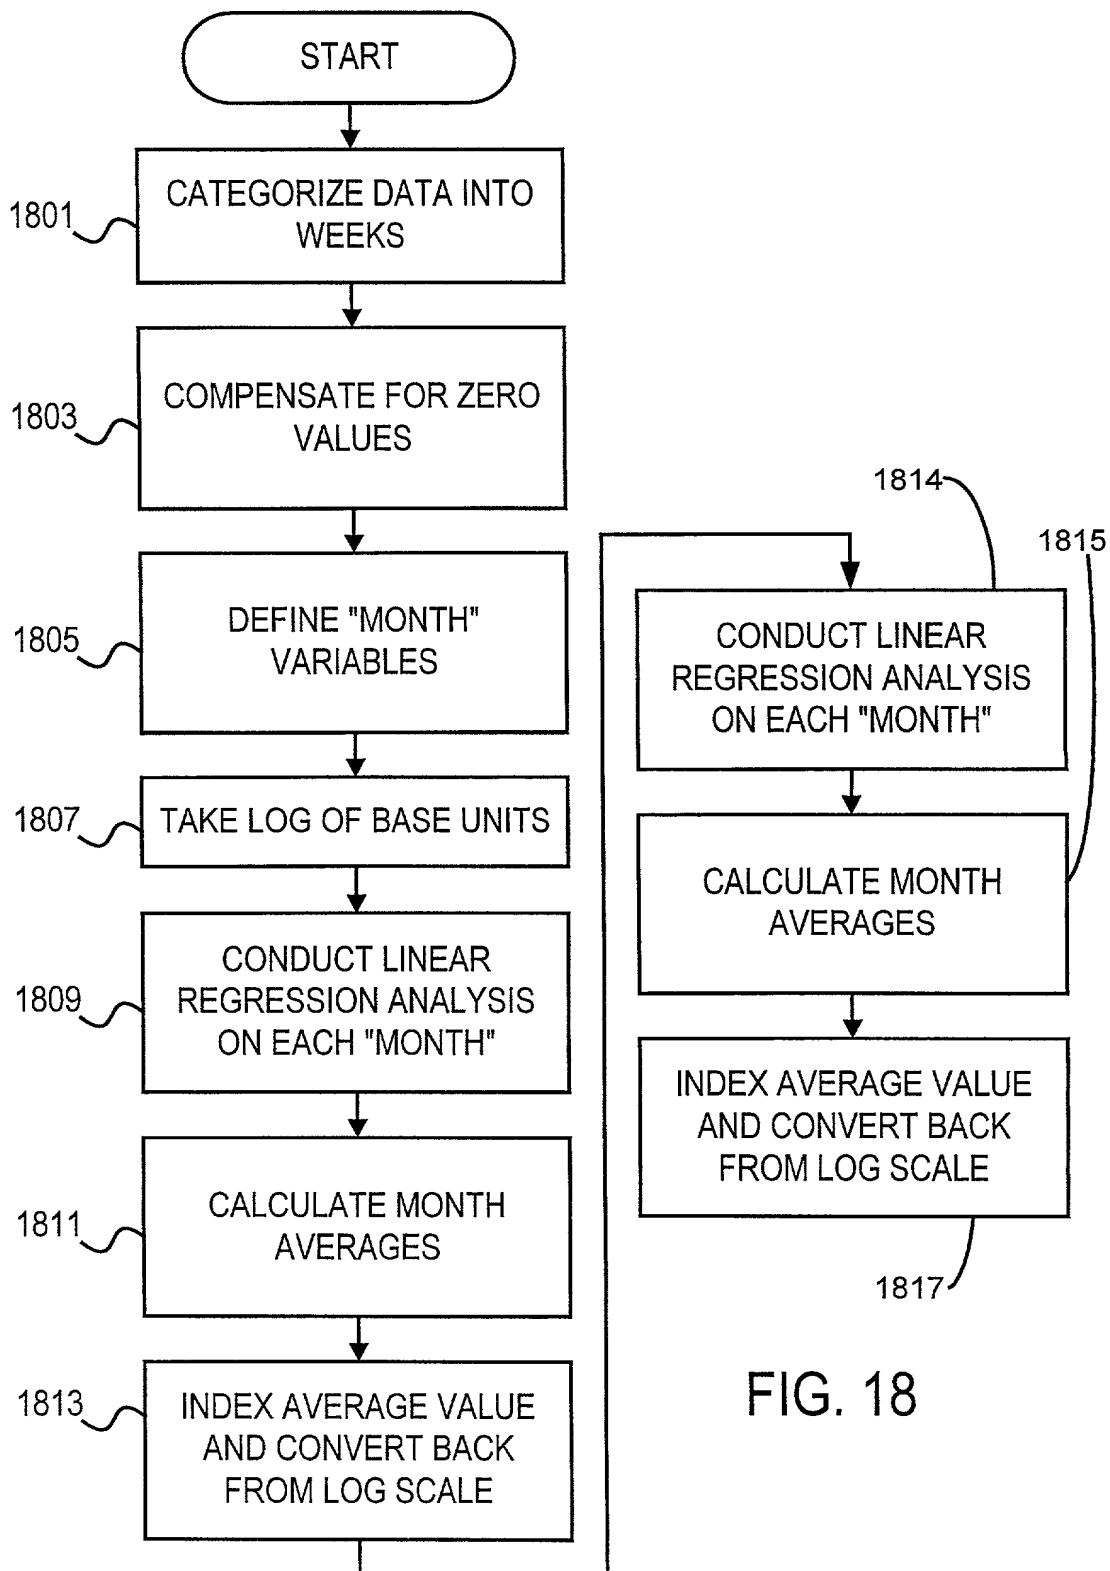 START
1801
CATEGORIZE DATA INTO
WEEKS
1803
COMPENSATE FOR ZERO
VALUES
1805
DEFINE "MONTH"
VARIABLES
1807
TAKE LOG OF BASE UNITS
1809
CONDUCT LINEAR
REGRESSION ANALYSIS
ON EACH "MONTH"
1811
CALCULATE MONTH
AVERAGES
1813
INDEX AVERAGE VALUE
AND CONVERT BACK
FROM LOG SCALE
1814
CONDUCT LINEAR
REGRESSION ANALYSIS
ON EACH "MONTH"
1815
CALCULATE MONTH
AVERAGES
INDEX AVERAGE VALUE
AND CONVERT BACK
FROM LOG SCALE
1817
FIG. 18